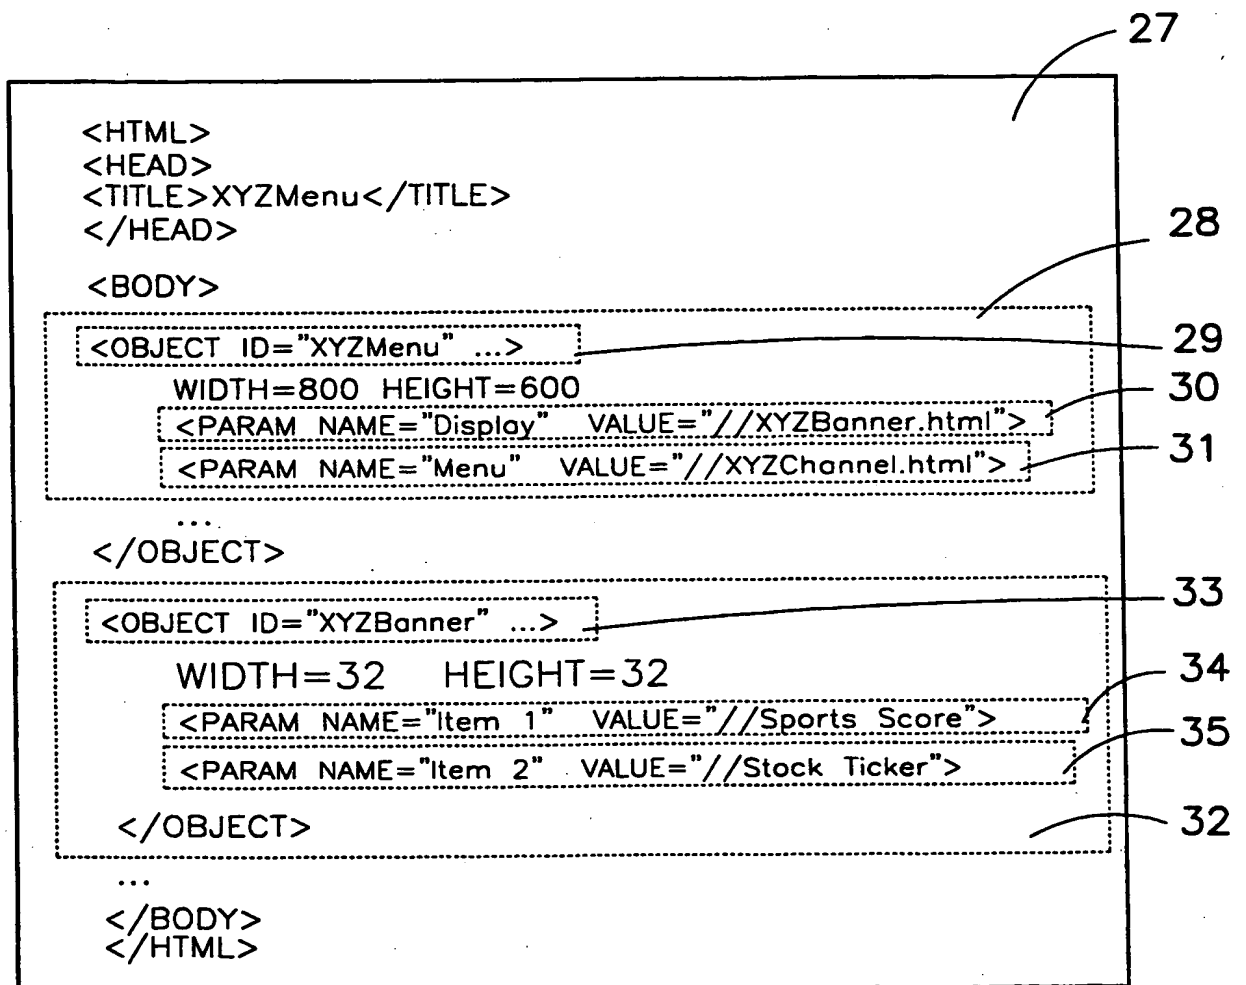 27
<HTML>
<HEAD>
<TITLE>XYZMenu</TITLE>
</HEAD>
28
<BODY>
<OBJECT ID="XYZMenu" ...>
29
WIDTH=800 HEIGHT=600
30
<PARAM NAME="Display" VALUE="//XYZBanner.html">
<PARAM NAME="Menu" VALUE="//XYZChannel.html">
31
...
</OBJECT>
33
<OBJECT ID="XYZBanner" ...>
WIDTH=32 HEIGHT=32
34
<PARAM NAME="Item 1" VALUE="//Sports Score">
35
<PARAM NAME="Item 2" VALUE="//Stock Ticker">
</OBJECT>
32
...
</BODY>
</HTML>